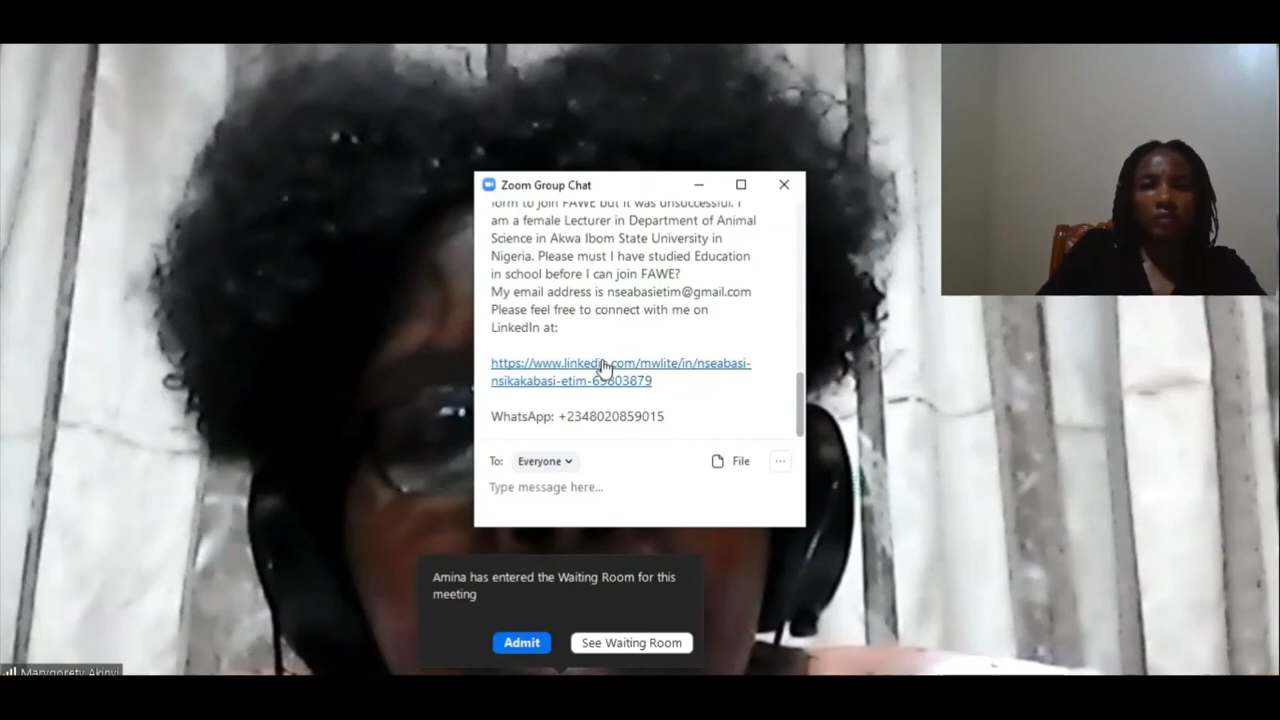 Zoom Group Chat
form to join FAWE but it was unsuccessful. I
am a female Lecturer in Department of Animal
Science in Akwa Ibom State University in
Nigeria. Please must I have studied Education
in school before I can join FAWE?
My email address is nseabasietim@gmail.com
Please feel free to connect with me on
LinkedIn at:
https://www.linkedin.com/mwlite/in/nseabasi-
nsikakabasi-etim-69803879
WhatsApp: +2348020859015
To: Everyone File ...
Type message here...
Amina has entered the Waiting Room for this
meeting
Admit See Waiting Room
Marygorety Akinyi